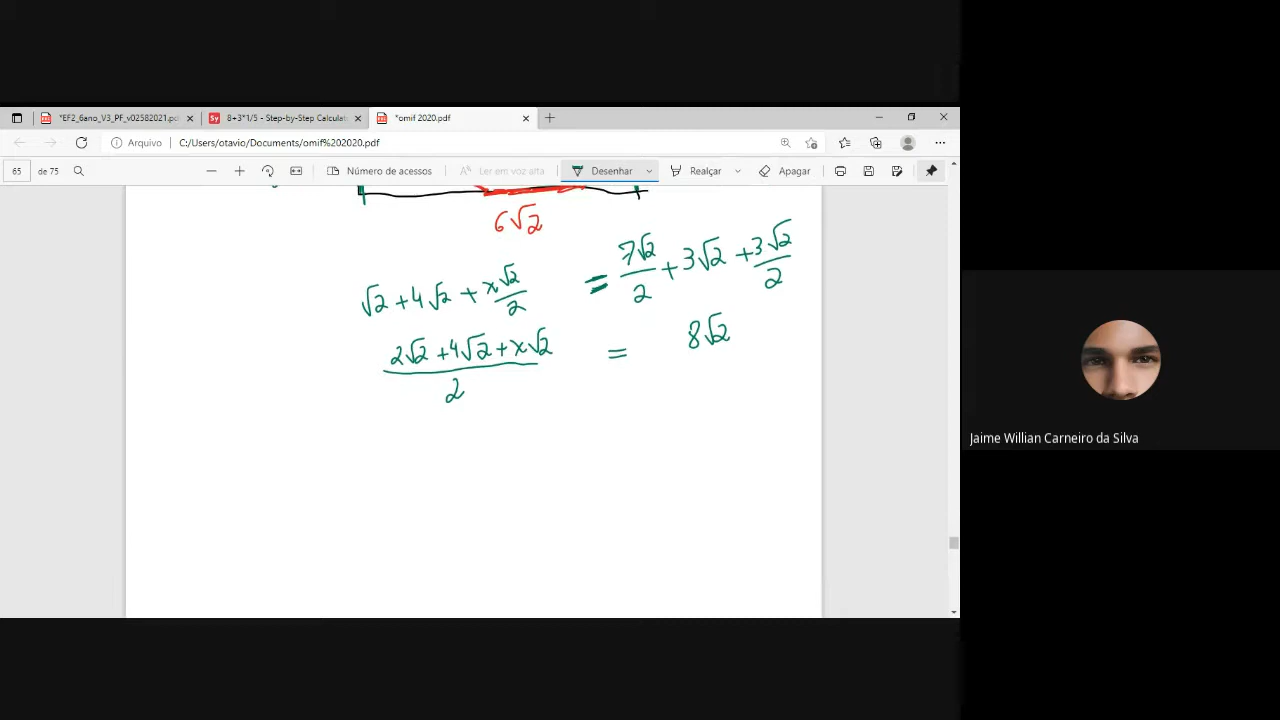 *EF2_6ano_V3_PF_v02582021.pd
8+3*1/5 - Step-by-Step Calculat
*omif 2020.pdf
Arquivo
C:/Users/otavio/Documents/omif%202020.pdf
65 de 75
Número de acessos
Ler em voz alta
Desenhar
Realçar
Apagar
6√2
√2 + 4√2 + x√2/2 = 7√2/2 + 3√2 + 3√2/2
(2√2 + 4√2 + x√2)/2 = 8√2
Jaime Willian Carneiro da Silva